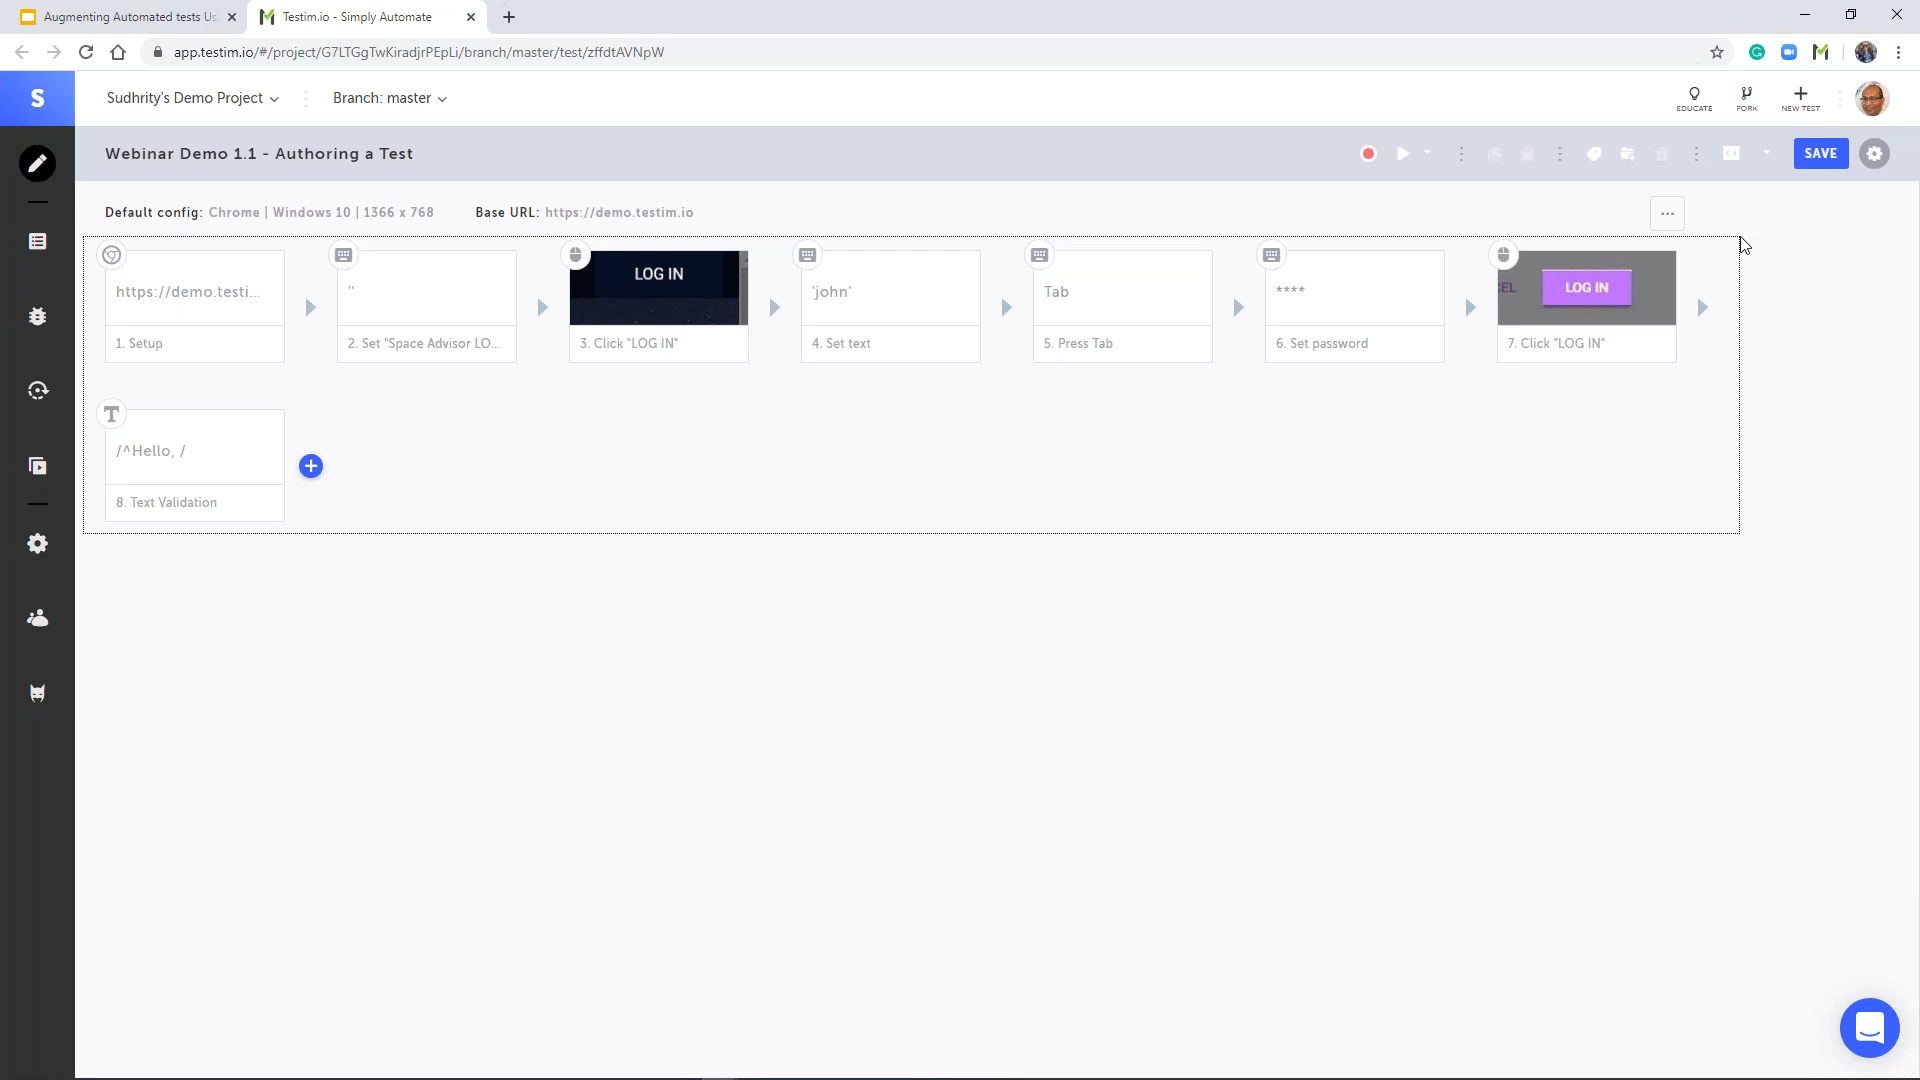 Augmenting Automated tests Us
Testim.io - Simply Automate
app.testim.io/#/project/G7LTGgTwKiradjrPEpLi/branch/master/test/zffdtAVNpW
S
Sudhrity's Demo Project
Branch: master
EDUCATE
FORK
NEW TEST
Webinar Demo 1.1 - Authoring a Test
SAVE
Default config: Chrome | Windows 10 | 1366 x 768
Base URL: https://demo.testim.io
...
https://demo.testi...
1. Setup
''
2. Set "Space Advisor LO...
LOG IN
3. Click "LOG IN"
'john'
4. Set text
Tab
5. Press Tab
****
6. Set password
CEL LOG IN
7. Click "LOG IN"
T
/^Hello, /
8. Text Validation